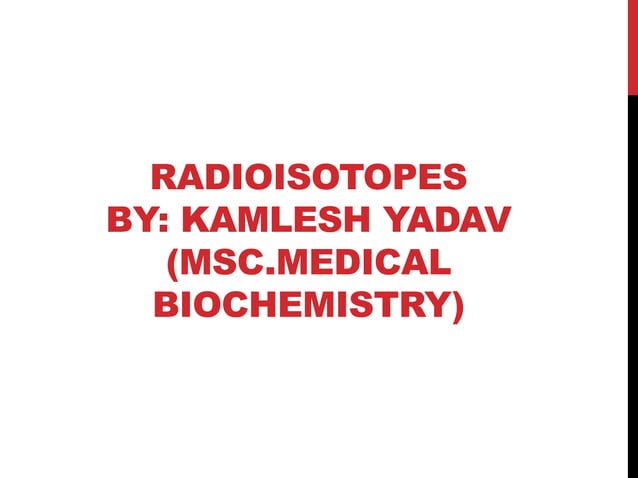 RADIOISOTOPES
BY: KAMLESH YADAV
(MSC.MEDICAL
BIOCHEMISTRY)